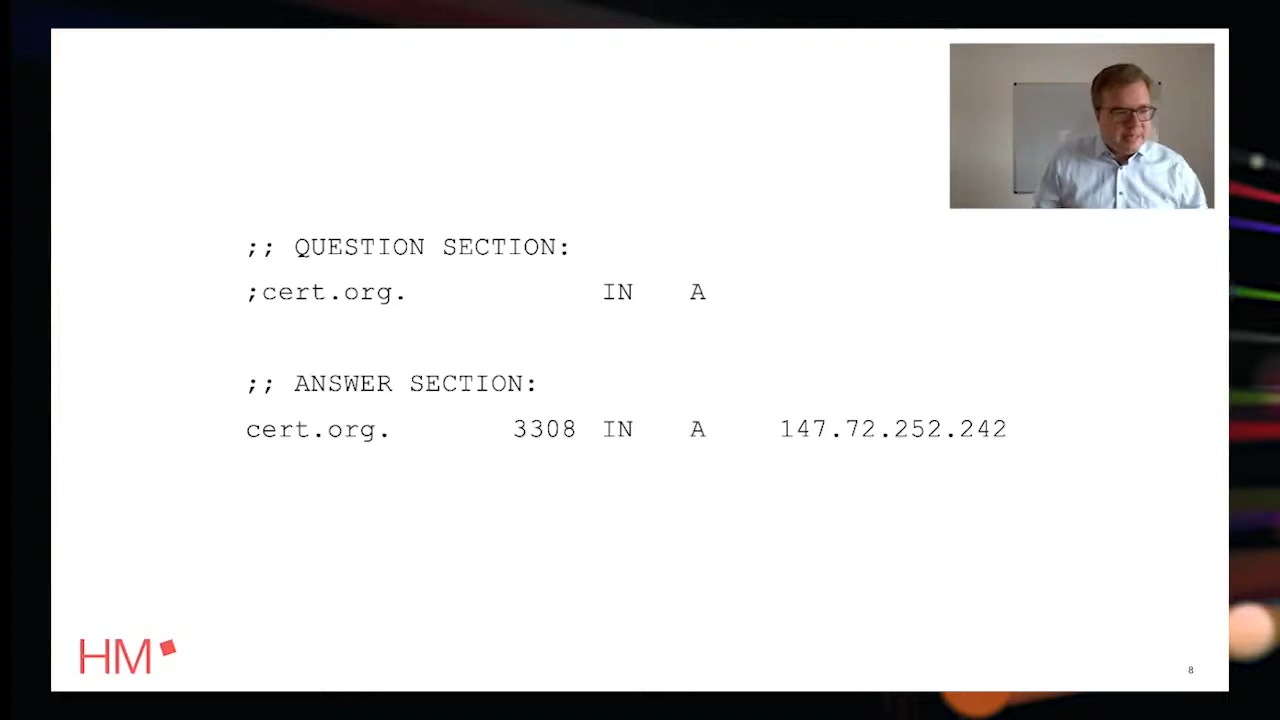 ;; QUESTION SECTION:
;cert.org. IN A
;; ANSWER SECTION:
cert.org. 3308 IN A 147.72.252.242
HM
8